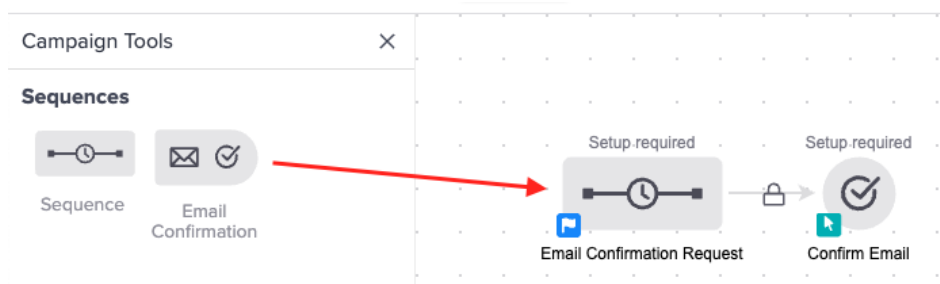 Campaign Tools
Sequences
Sequence
Email
Confirmation
Setup required
Setup required
Email Confirmation Request
Confirm Email